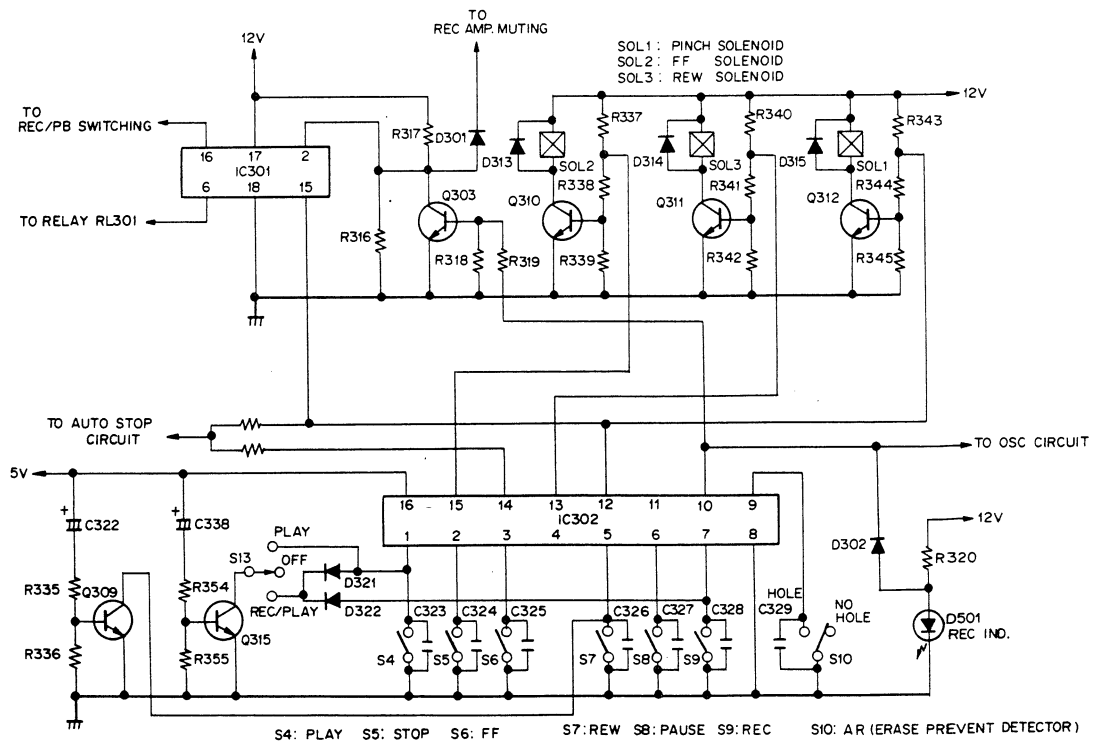 TO
REC AMP. MUTING
12V
SOL1: PINCH SOLENOID
SOL2: FF SOLENOID
SOL3: REW SOLENOID
12V
TO
REC/PB SWITCHING
R317
D301
D313
SOL2
R337
D314
SOL3
R340
D315
SOL1
R343
16 17 2
IC301
6 18 15
R338
R341
R344
Q303
Q310
Q311
Q312
TO RELAY RL301
R316
R318
R319
R339
R342
R345
TO AUTO STOP
CIRCUIT
TO OSC CIRCUIT
5V
16 15 14 13 12 11 10 9
IC302
1 2 3 4 5 6 7 8
C322
C338
12V
PLAY
S13
OFF
D302
R320
R335
Q309
R354
D321
REC/PLAY
D322
C323
C324
C325
C326
C327
C328
HOLE
C329
NO
HOLE
D501
REC IND.
Q315
R336
R355
S4
S5
S6
S7
S8
S9
S10
S4: PLAY S5: STOP S6: FF S7: REW S8: PAUSE S9: REC S10: AR (ERASE PREVENT DETECTOR)